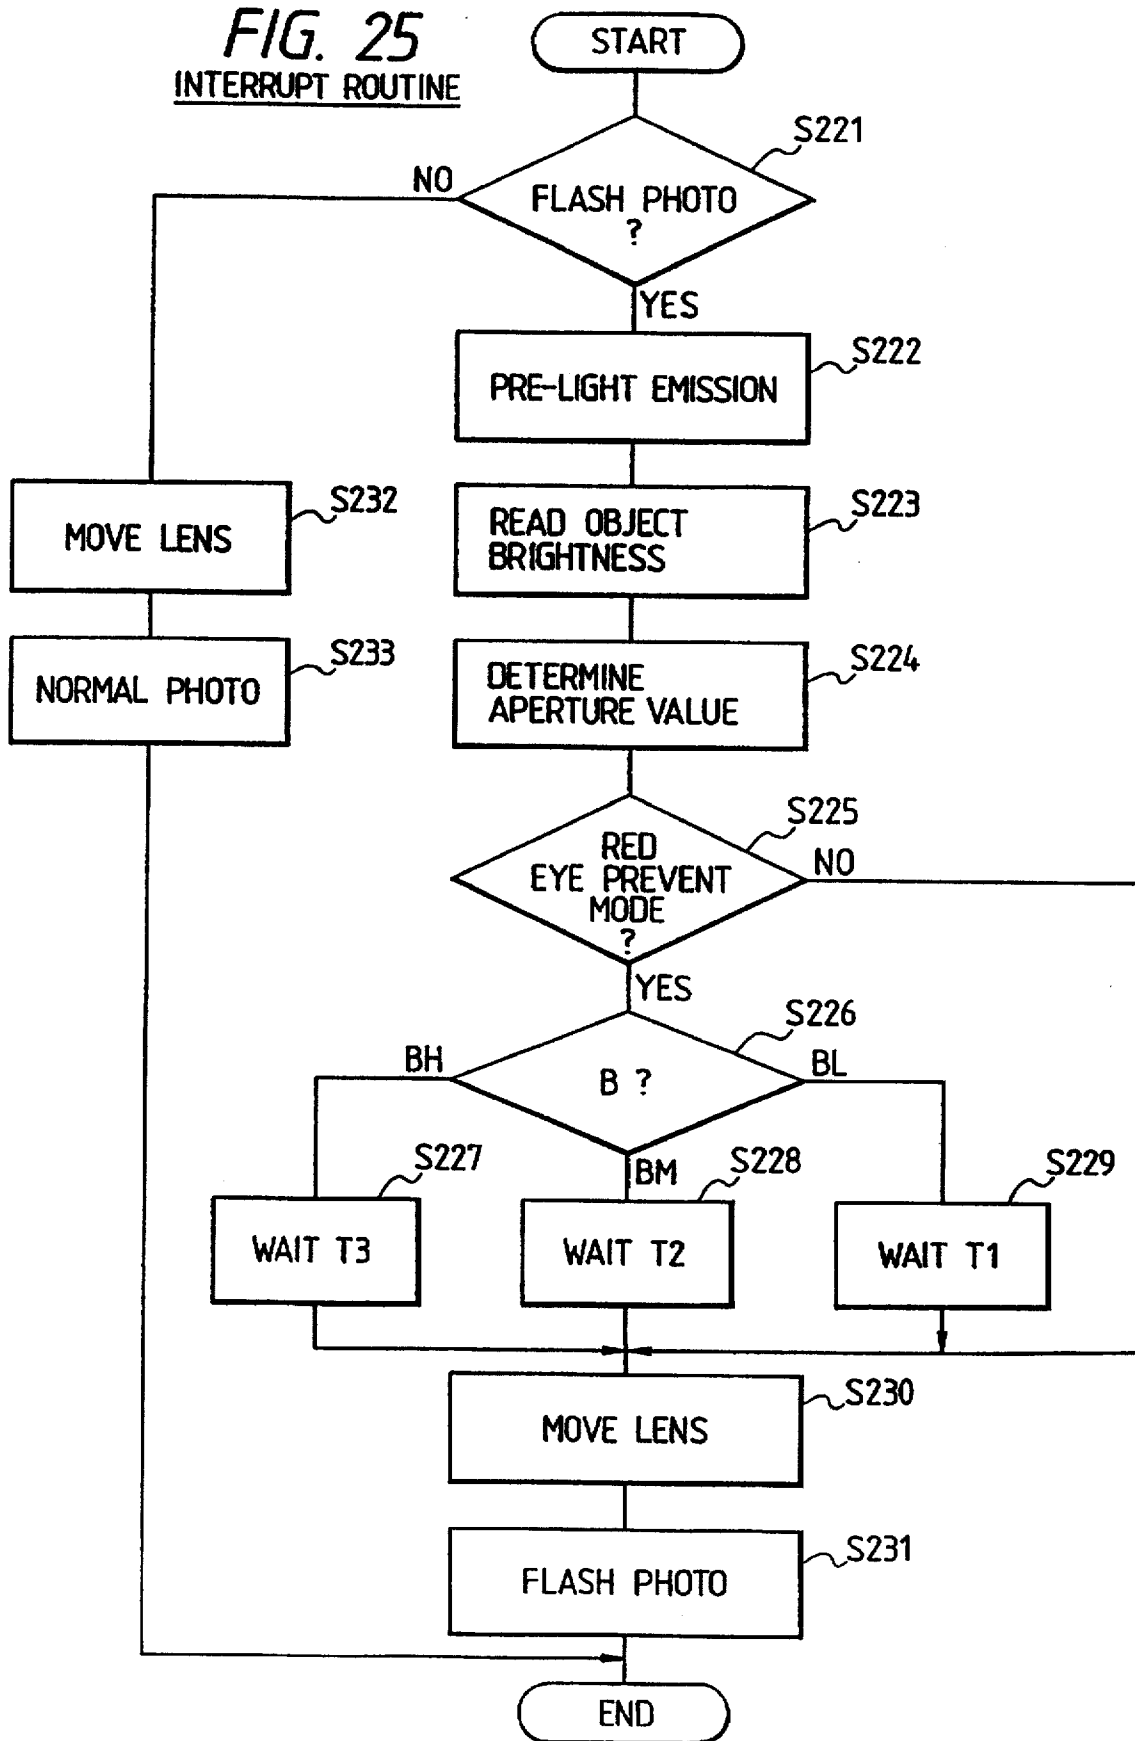 FIG. 25
INTERRUPT ROUTINE
START
S221
FLASH PHOTO
?
NO
YES
S222
PRE-LIGHT EMISSION
S223
READ OBJECT
BRIGHTNESS
S232
MOVE LENS
S224
DETERMINE
APERTURE VALUE
S233
NORMAL PHOTO
S225
RED
EYE PREVENT
MODE
?
NO
YES
S226
B ?
BH
BL
BM
S227
WAIT T3
S228
WAIT T2
S229
WAIT T1
S230
MOVE LENS
S231
FLASH PHOTO
END